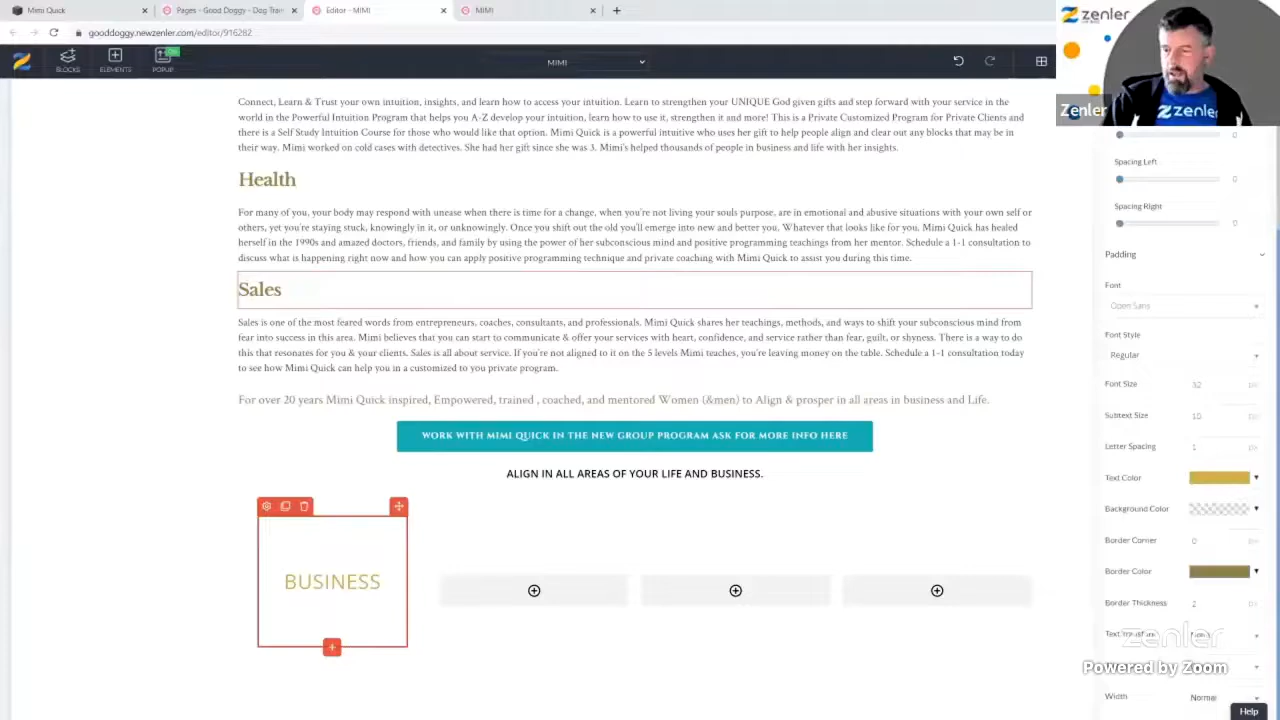 Mimi Quick
Pages - Good Doggy - Dog Train
Editor - MIMI
MIMI
gooddoggy.newzenler.com/editor/916282
BLOCKS
ELEMENTS
POPUP
MIMI
zenler
Zenler
zenler
Connect, Learn & Trust your own intuition, insights, and learn how to access your intuition. Learn to strengthen your UNIQUE God given gifts and step forward with your service in the
world in the Powerful Intuition Program that helps you A-Z develop your intuition, learn how to use it, strengthen it and more! This is a Private Customized Program for Private Clients and
there is a Self Study Intuition Course for those who would like that option. Mimi Quick is a powerful intuitive who uses her gift to help people align and clear out any blocks that may be in
their way. Mimi worked on cold cases with detectives. She had her gift since she was 3. Mimi's helped thousands of people in business and life with her insights.
Health
For many of you, your body may respond with unease when there is time for a change, when you're not living your souls purpose, are in emotional and abusive situations with your own self or
others, yet you're staying stuck, knowingly in it, or unknowingly. Once you shift out the old you'll emerge into new and better you. Whatever that looks like for you. Mimi Quick has healed
herself in the 1990s and amazed doctors, friends, and family by using the power of her subconscious mind and positive programming teachings from her mentor. Schedule a 1-1 consultation to
discuss what is happening right now and how you can apply positive programming technique and private coaching with Mimi Quick to assist you during this time.
Sales
Sales is one of the most feared words from entrepreneurs, coaches, consultants, and professionals. Mimi Quick shares her teachings, methods, and ways to shift your subconscious mind from
fear into success in this area. Mimi believes that you can start to communicate & offer your services with heart, confidence, and service rather than fear, guilt, or shyness. There is a way to do
this that resonates for you & your clients. Sales is all about service. If you're not aligned to it on the 5 levels Mimi teaches, you're leaving money on the table. Schedule a 1-1 consultation today
to see how Mimi Quick can help you in a customized to you private program.
For over 20 years Mimi Quick inspired, Empowered, trained , coached, and mentored Women (&men) to Align & prosper in all areas in business and Life.
WORK WITH MIMI QUICK IN THE NEW GROUP PROGRAM ASK FOR MORE INFO HERE
ALIGN IN ALL AREAS OF YOUR LIFE AND BUSINESS.
BUSINESS
0
Spacing Left
0
Spacing Right
0
Padding
Font
Open Sans
Font Style
Regular
Font Size
32
px
Subtext Size
10
px
Letter Spacing
1
px
Text Color
Background Color
Border Corner
0
px
Border Color
Border Thickness
2
px
zenler
Powered by Zoom
Width
Normal
Help